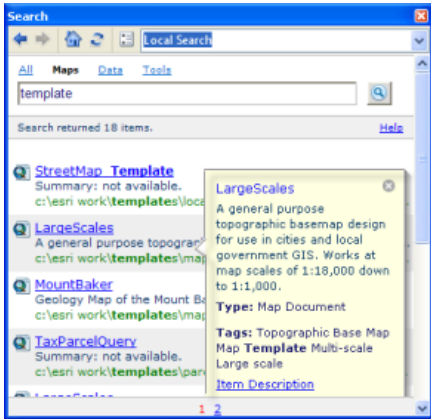 Search
Local Search
All Maps Data Tools
template
Search returned 18 items. Help
StreetMap_Template
Summary: not available.
c:\esri work\templates\loca
LargeScales
A general purpose topograp
c:\esri work\templates\map
MountBaker
Geology Map of the Mount Ba
c:\esri work\templates\map
TaxParcelQuery
Summary: not available.
c:\esri work\templates\parc
LargeScales
A general purpose
topographic basemap design
for use in cities and local
government GIS. Works at
map scales of 1:18,000 down
to 1:1,000.
Type: Map Document
Tags: Topographic Base Map
Map Template Multi-scale
Large scale
Item Description
LargeScales
1 2